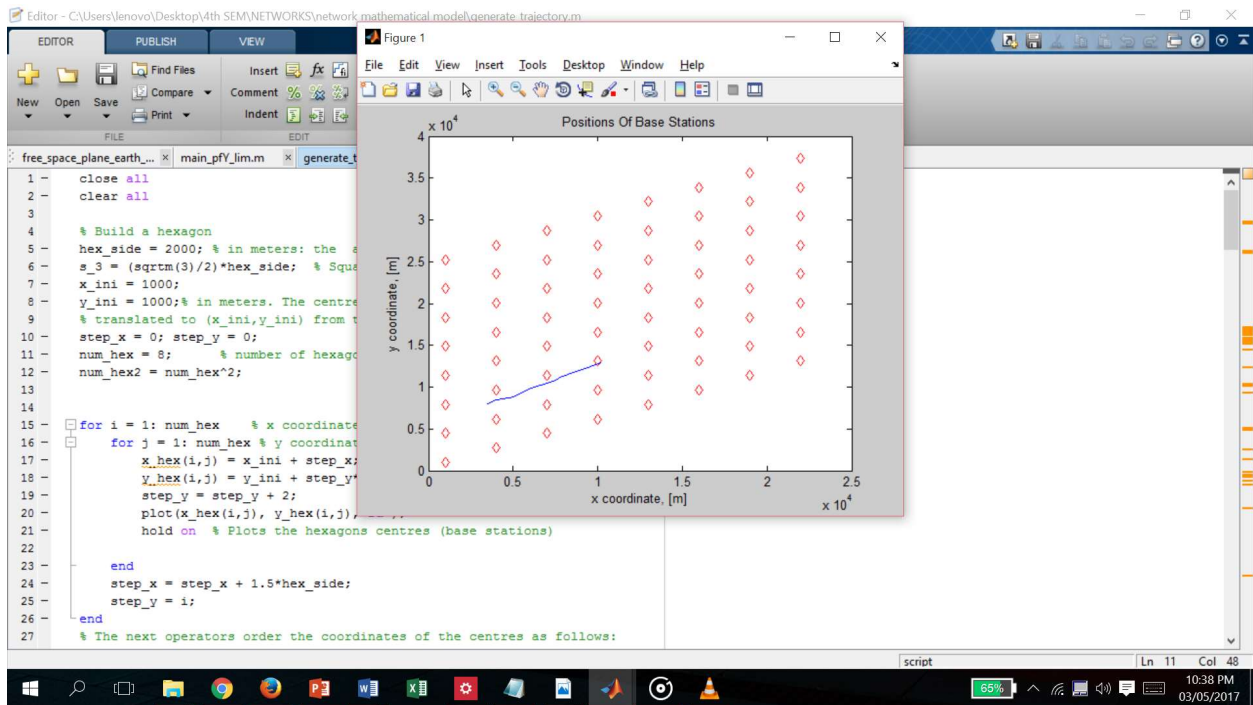 Editor - C:\Users\lenovo\Desktop\4th SEM\NETWORKS\network mathematical model\generate_trajectory.m
EDITOR PUBLISH VIEW
New Open Save
Find Files
Compare
Print
FILE
Insert fx
Comment %
Indent
EDIT
free_space_plane_earth_... × main_pfY_lim.m × generate_t
1 - close all
2 - clear all
3
4 % Build a hexagon
5 - hex_side = 2000; % in meters: the
6 - s_3 = (sqrtm(3)/2)*hex_side; % Squa
7 - x_ini = 1000;
8 - y_ini = 1000;% in meters. The centre
9 % translated to (x_ini,y_ini) from t
10 - step_x = 0; step_y = 0;
11 - num_hex = 8; % number of hexago
12 - num_hex2 = num_hex^2;
13
14
15 - for i = 1: num_hex % x coordinate
16 - for j = 1: num_hex % y coordinat
17 - x_hex(i,j) = x_ini + step_x;
18 - y_hex(i,j) = y_ini + step_y*
19 - step_y = step_y + 2;
20 - plot(x_hex(i,j), y_hex(i,j),
21 - hold on % Plots the hexagons centres (base stations)
22
23 - end
24 - step_x = step_x + 1.5*hex_side;
25 - step_y = i;
26 - end
27 % The next operators order the coordinates of the centres as follows:
Figure 1
File Edit View Insert Tools Desktop Window Help
Positions Of Base Stations
x 10^4
4
3.5
3
2.5
2
1.5
1
0.5
0
y coordinate, [m]
0 0.5 1 1.5 2 2.5
x coordinate, [m]
x 10^4
script Ln 11 Col 48
65%
10:38 PM
03/05/2017